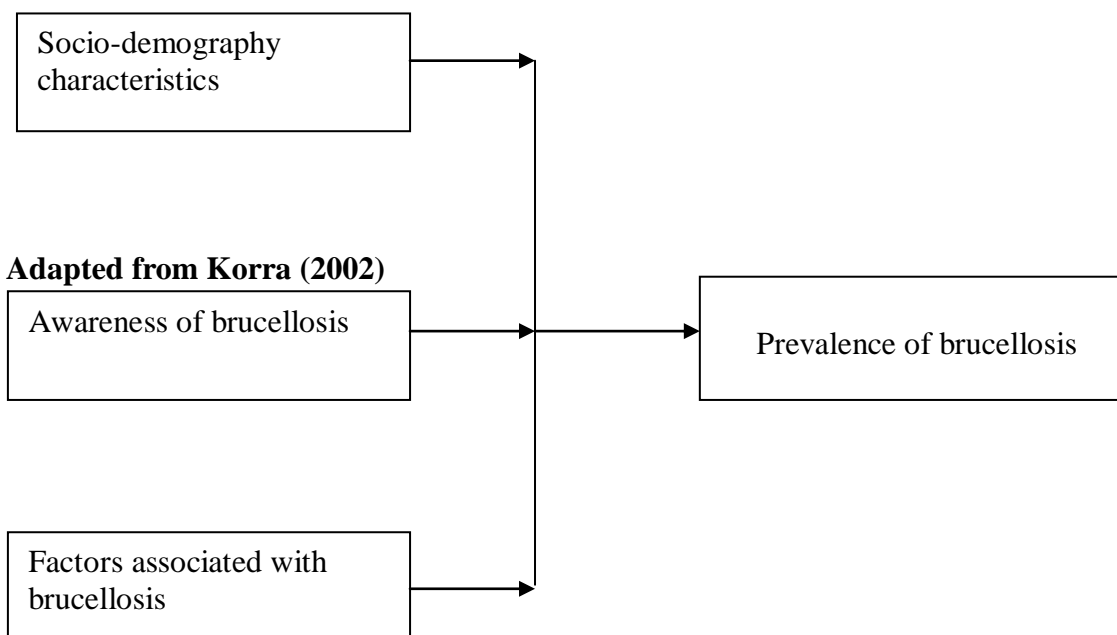 Socio-demography
characteristics
Adapted from Korra (2002)
Awareness of brucellosis
Prevalence of brucellosis
Factors associated with
brucellosis